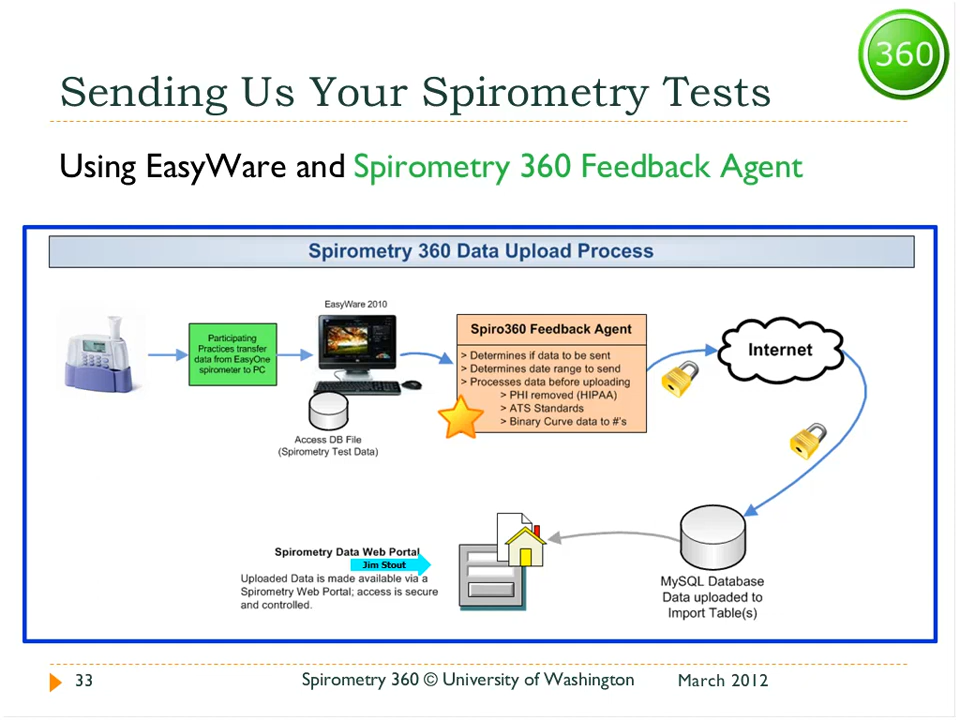 360
Sending Us Your Spirometry Tests
Using EasyWare and Spirometry 360 Feedback Agent
Spirometry 360 Data Upload Process
Participating
Practices transfer
data from EasyOne
spirometer to PC
EasyWare 2010
Access DB File
(Spirometry Test Data)
Spiro360 Feedback Agent
> Determines if data to be sent
> Determines date range to send
> Processes data before uploading
> PHI removed (HIPAA)
> ATS Standards
> Binary Curve data to #'s
Internet
MySQL Database
Data uploaded to
Import Table(s)
Spirometry Data Web Portal
Jim Stout
Uploaded Data is made available via a
Spirometry Web Portal; access is secure
and controlled.
33 Spirometry 360 © University of Washington March 2012